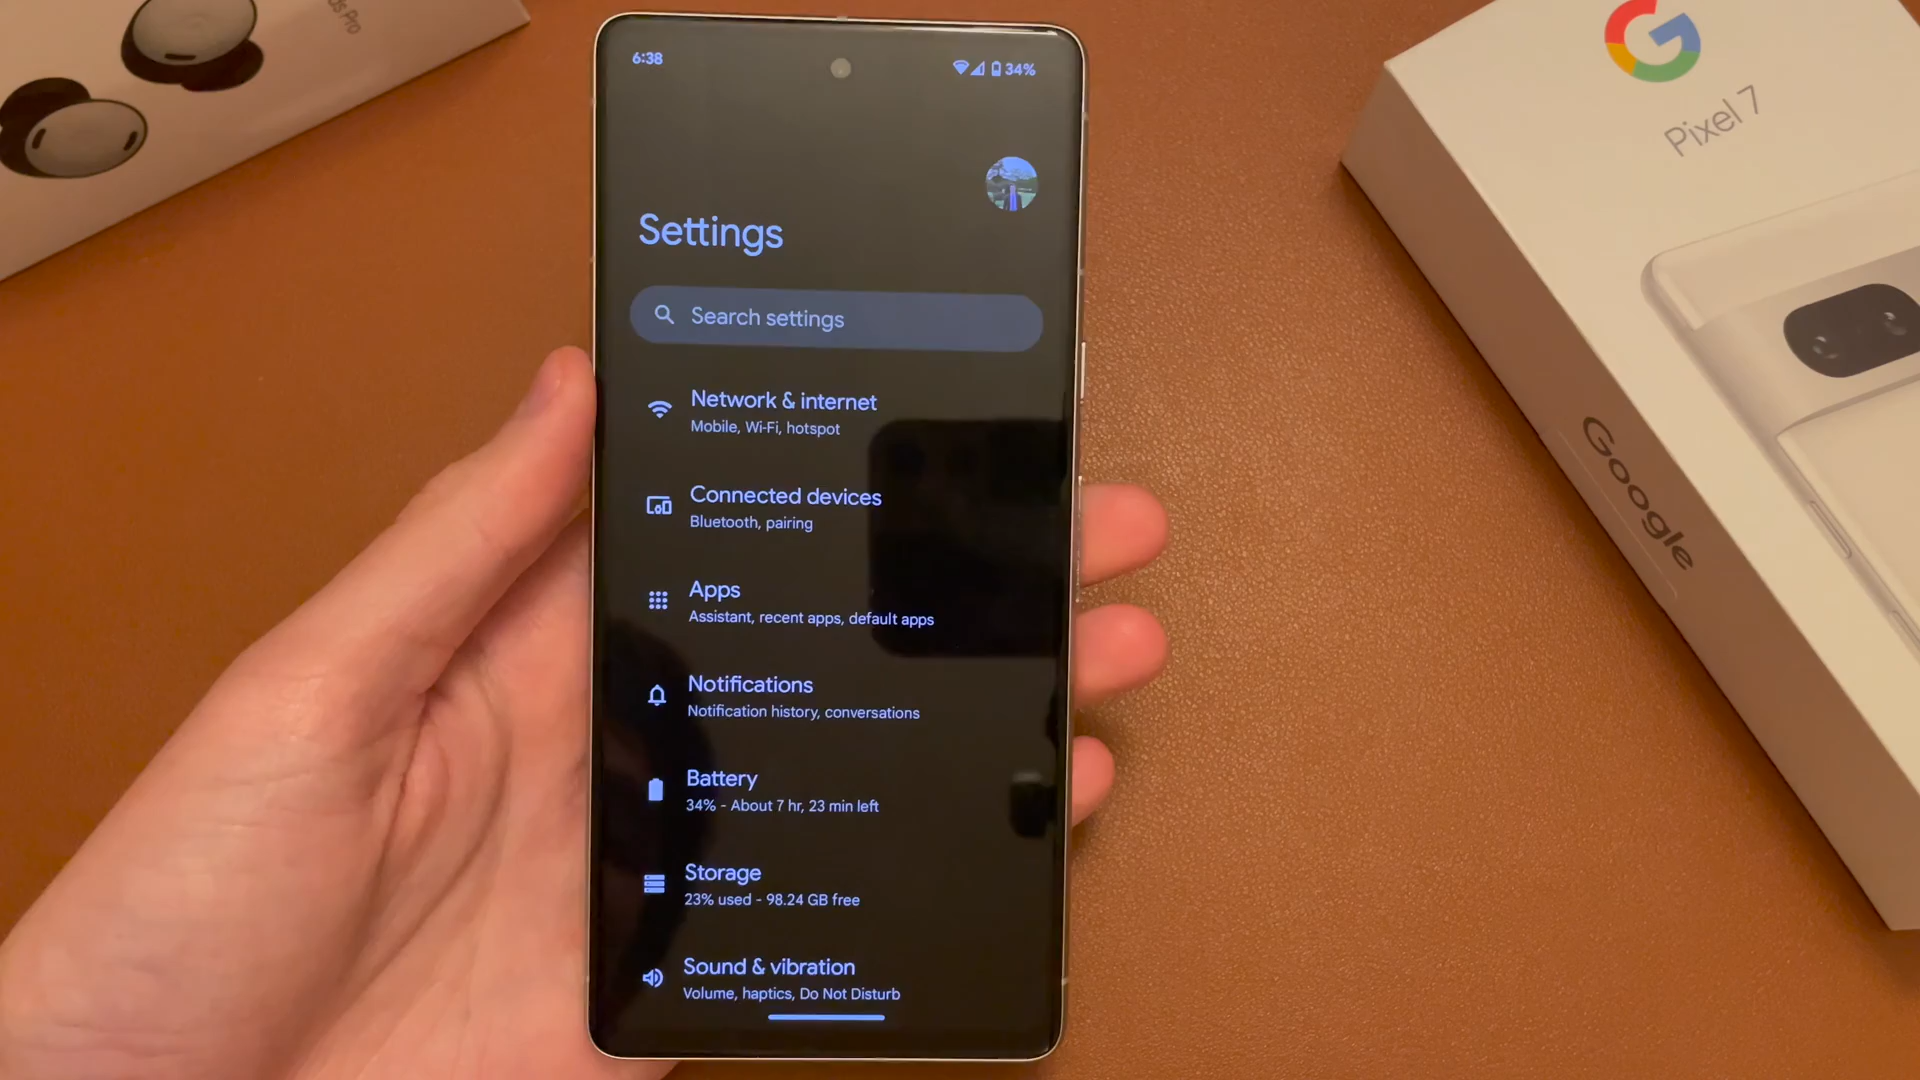 ds Pro
6:38
34%
Settings
Search settings
Network & internet
Mobile, Wi-Fi, hotspot
Connected devices
Bluetooth, pairing
Apps
Assistant, recent apps, default apps
Notifications
Notification history, conversations
Battery
34% - About 7 hr, 23 min left
Storage
23% used - 98.24 GB free
Sound & vibration
Volume, haptics, Do Not Disturb
G
Pixel 7
Google